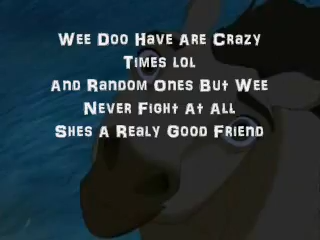 Wee Doo Have Are Crazy
Times lol
And Random Ones But Wee
Never Fight At All
Shes A Realy Good Friend